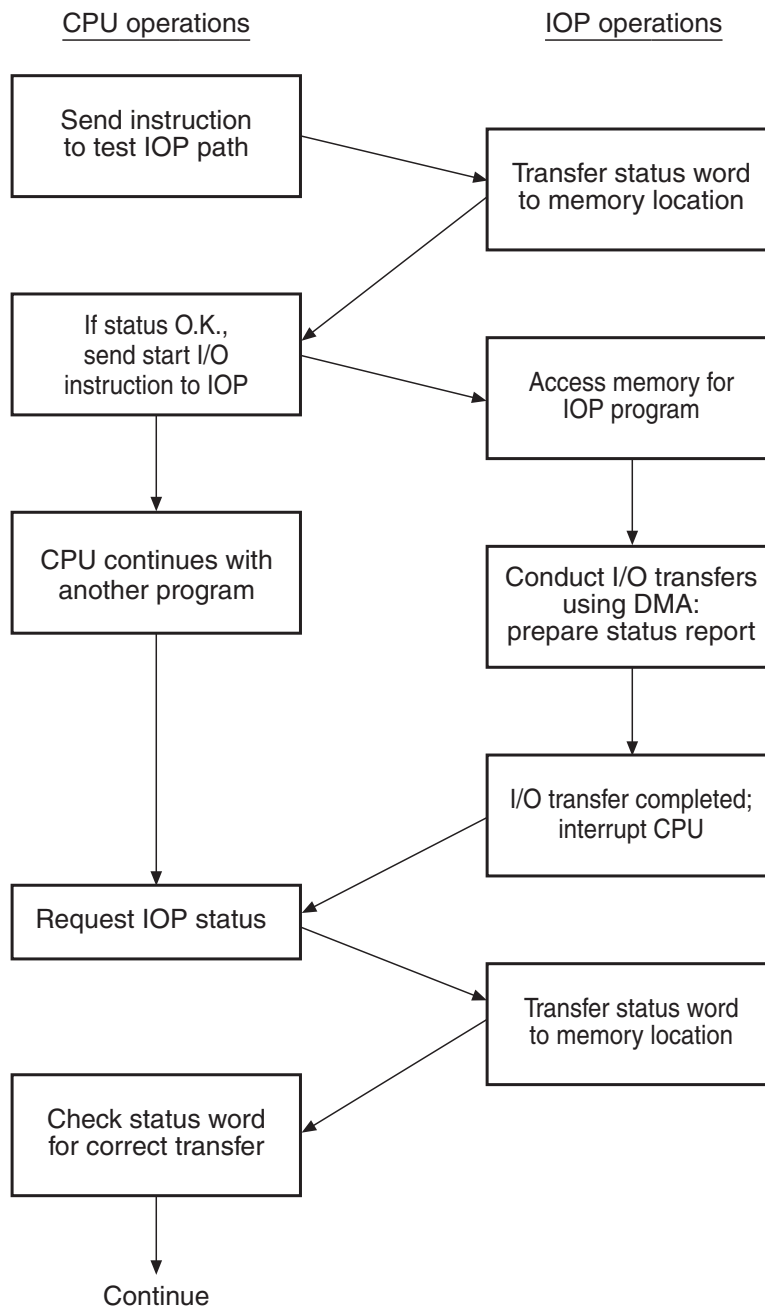 CPU operations
IOP operations
Send instruction
to test IOP path
Transfer status word
to memory location
If status O.K.,
send start I/O
instruction to IOP
Access memory for
IOP program
CPU continues with
another program
Conduct I/O transfers
using DMA:
prepare status report
I/O transfer completed;
interrupt CPU
Request IOP status
Transfer status word
to memory location
Check status word
for correct transfer
Continue